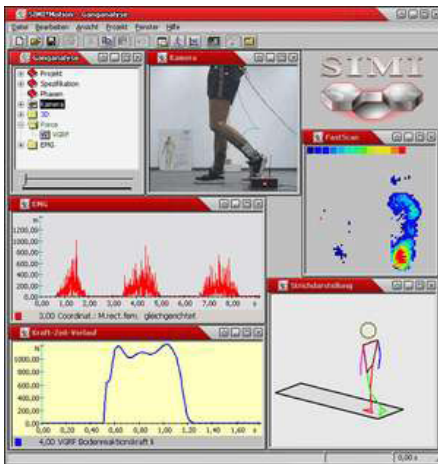 SIMI°Motion - Ganganalyse
Datei Bearbeiten Ansicht Projekt Fenster Hilfe
Ganganalyse
Projekt
Spezifikation
Phasen
Kamera
3D
Force
VGRF
EMG
Kamera
SIMI
FastScan
EMG
N
1200,00
1000,00
800,00
600,00
400,00
200,00
0,00
0,00 1,00 2,00 3,00 4,00 5,00 6,00 7,00 8,00 s
3,00 Coordinat.: M.rect.fem. gleichgerichtet
Strichdarstellung
Kraft-Zeit-Verlauf
N
1000,00
800,00
600,00
400,00
200,00
0,00
0,00 0,20 0,40 0,60 0,80 1,00 1,20 1,40 1,60 s
4,00 VGRF Bodenreaktionskraft li
0,00 s